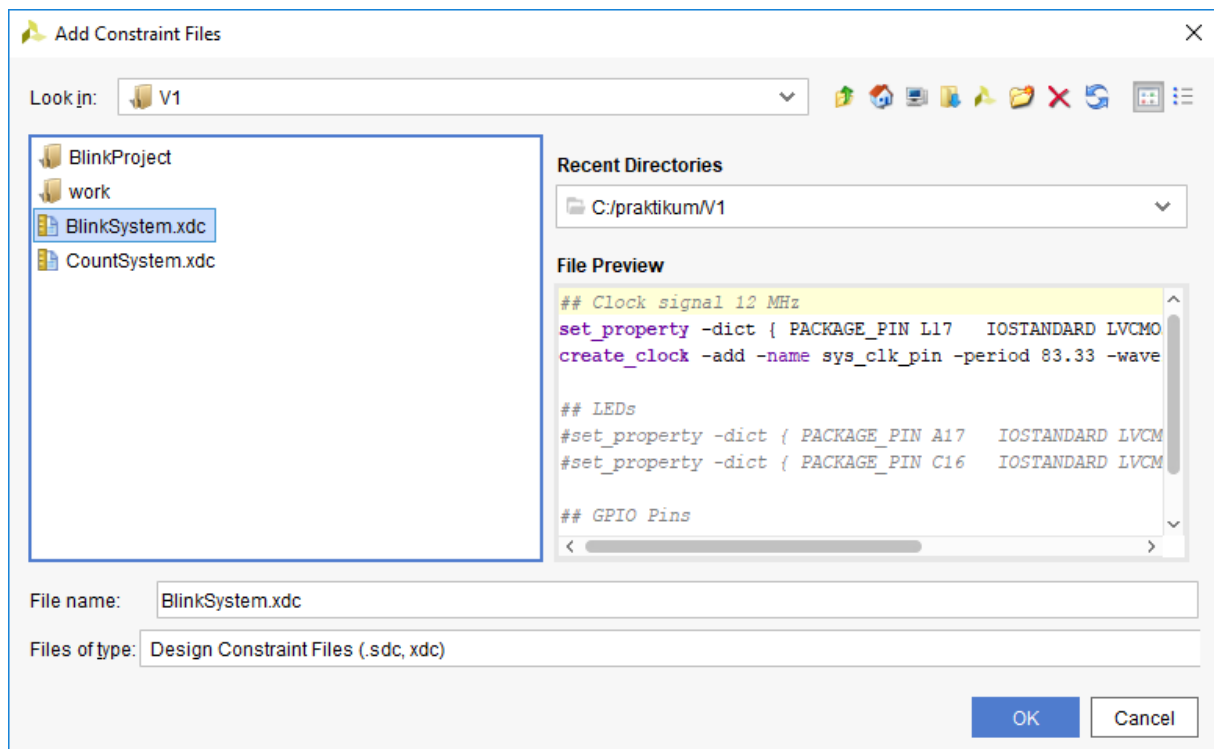 Add Constraint Files
Look in: V1
BlinkProject
work
BlinkSystem.xdc
CountSystem.xdc
Recent Directories
C:/praktikum/V1
File Preview
## Clock signal 12 MHz
set_property -dict { PACKAGE_PIN L17   IOSTANDARD LVCMO
create_clock -add -name sys_clk_pin -period 83.33 -wave
## LEDs
#set_property -dict { PACKAGE_PIN A17   IOSTANDARD LVCM
#set_property -dict { PACKAGE_PIN C16   IOSTANDARD LVCM
## GPIO Pins
File name: BlinkSystem.xdc
Files of type: Design Constraint Files (.sdc, xdc)
OK Cancel